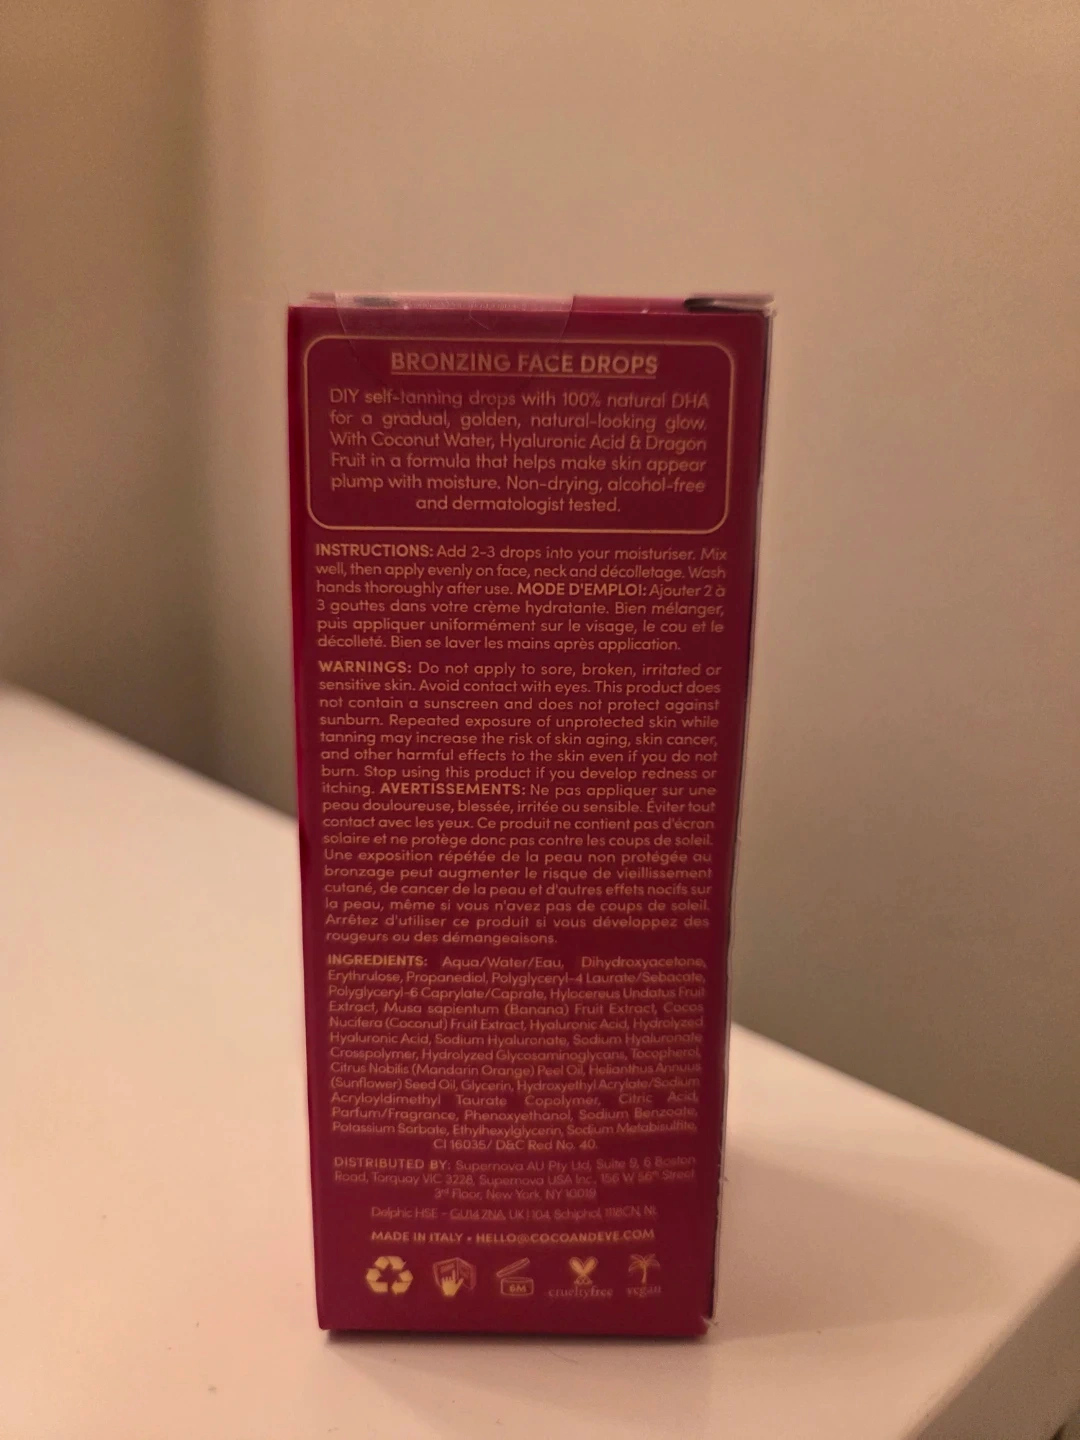 BRONZING FACE DROPS
DIY self-tanning drops with 100% natural DHA
for a gradual, golden, natural-looking glow.
With Coconut Water, Hyaluronic Acid & Dragon
Fruit in a formula that helps make skin appear
plump with moisture. Non-drying, alcohol-free
and dermatologist tested.
INSTRUCTIONS: Add 2-3 drops into your moisturiser. Mix
well, then apply evenly on face, neck and décolletage. Wash
hands thoroughly after use. MODE D'EMPLOI: Ajouter 2 à
3 gouttes dans votre crème hydratante. Bien mélanger,
puis appliquer uniformément sur le visage, le cou et le
décolleté. Bien se laver les mains après application.
WARNINGS: Do not apply to sore, broken, irritated or
sensitive skin. Avoid contact with eyes. This product does
not contain a sunscreen and does not protect against
sunburn. Repeated exposure of unprotected skin while
tanning may increase the risk of skin aging, skin cancer,
and other harmful effects to the skin even if you do not
burn. Stop using this product if you develop redness or
itching. AVERTISSEMENTS: Ne pas appliquer sur une
peau douloureuse, blessée, irritée ou sensible. Éviter tout
contact avec les yeux. Ce produit ne contient pas d'écran
solaire et ne protège donc pas contre les coups de soleil.
Une exposition répétée de la peau non protégée au
bronzage peut augmenter le risque de vieillissement
cutané, de cancer de la peau et d'autres effets nocifs sur
la peau, même si vous n'avez pas de coups de soleil.
Arrêtez d'utiliser ce produit si vous développez des
rougeurs ou des démangeaisons.
INGREDIENTS: Aqua/Water/Eau, Dihydroxyacetone,
Erythrulose, Propanediol, Polyglyceryl-4 Laurate/Sebacate,
Polyglyceryl-6 Caprylate/Caprate, Hylocereus Undatus Fruit
Extract, Musa sapientum (Banana) Fruit Extract, Cocos
Nucifera (Coconut) Fruit Extract, Hyaluronic Acid, Hydrolyzed
Hyaluronic Acid, Sodium Hyaluronate, Sodium Hyaluronate
Crosspolymer, Hydrolyzed Glycosaminoglycans, Tocopherol,
Citrus Nobilis (Mandarin Orange) Peel Oil, Helianthus Annuus
(Sunflower) Seed Oil, Glycerin, Hydroxyethyl Acrylate/Sodium
Acryloyldimethyl Taurate Copolymer, Citric Acid,
Parfum/Fragrance, Phenoxyethanol, Sodium Benzoate,
Potassium Sorbate, Ethylhexylglycerin, Sodium Metabisulfite,
CI 16035/ D&C Red No. 40.
DISTRIBUTED BY: Supernova AU Pty Ltd, Suite 9, 6 Boston
Road, Torquay VIC 3228, Supernova USA Inc., 156 W 56th Street
3rd Floor, New York, NY 10019
Delphic HSE - GU14 7NA, UK | 104, Schiphol, 1118CN, NL
MADE IN ITALY • HELLO@COCOANDEVE.COM
6M
crueltyfree
vegan